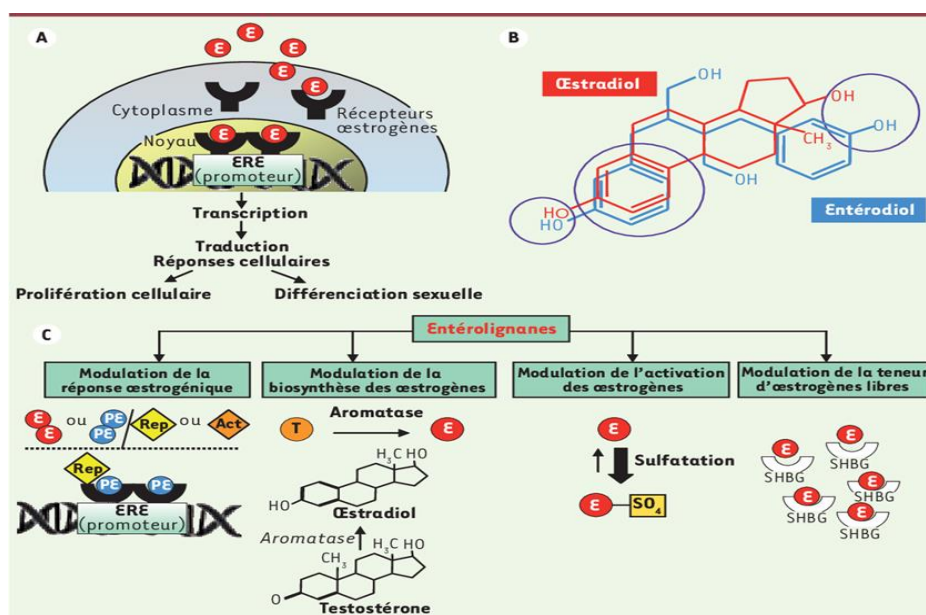 A
ε
ε
ε
ε
ε
Cytoplasme
Récepteurs
œstrogènes
Noyau
ε
ε
ERE
(promoteur)
Transcription
Traduction
Réponses cellulaires
Prolifération cellulaire
Différenciation sexuelle
B
Œstradiol
OH
OH
OH
CH3
OH
HO
HO
Entérodiol
C
Entérolignanes
Modulation de la
réponse œstrogénique
Modulation de la
biosynthèse des œstrogènes
Modulation de l'activation
des œstrogènes
Modulation de la teneur
d'œstrogènes libres
ε
ε
ou
PE
PE
Rep
ou
Act
Rep
PE
PE
ERE
(promoteur)
T
Aromatase
ε
H3C HO
HO
Œstradiol
Aromatase
H3C HO
CH3
O
Testostérone
ε
Sulfatation
ε
SO4
ε
SHBG
ε
SHBG
ε
SHBG
ε
SHBG
ε
SHBG